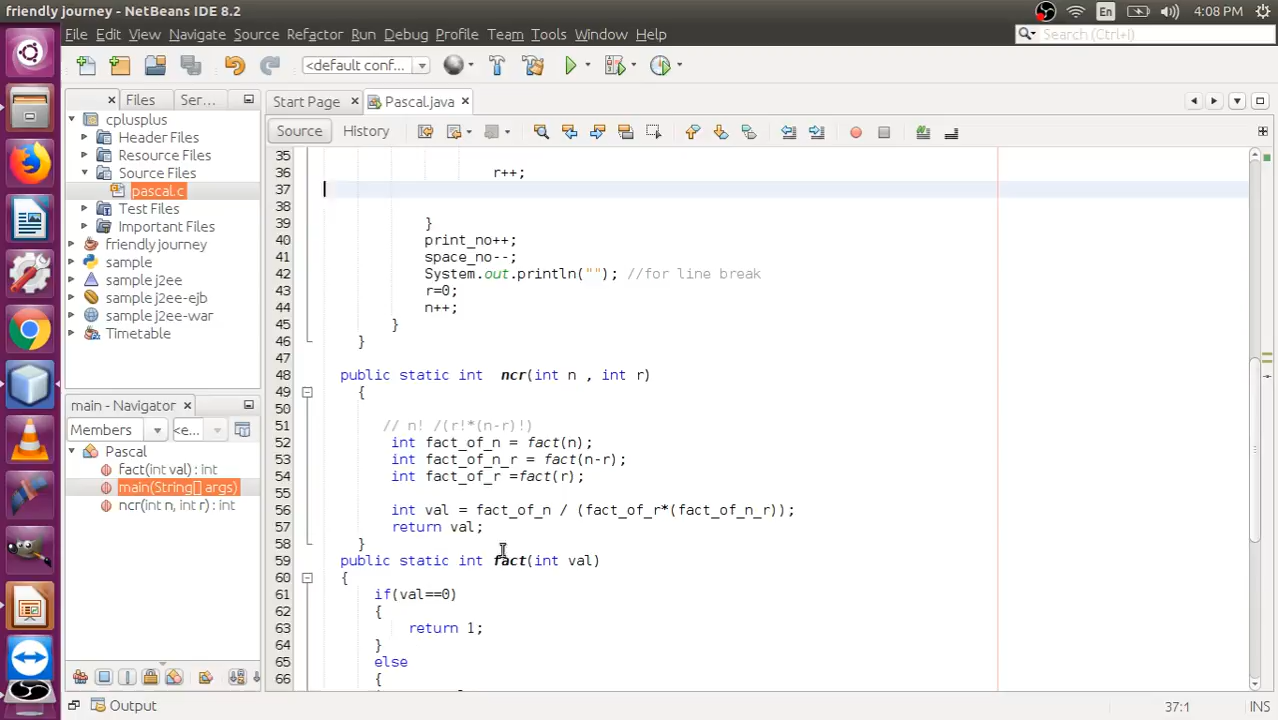 friendly journey - NetBeans IDE 8.2
En
4:08 PM
File Edit View Navigate Source Refactor Run Debug Profile Team Tools Window Help
Search (Ctrl+I)
<default conf...
Files
Ser...
Start Page
Pascal.java
Source
History
cplusplus
Header Files
Resource Files
Source Files
pascal.c
Test Files
Important Files
friendly journey
sample
sample j2ee
sample j2ee-ejb
sample j2ee-war
Timetable
main - Navigator
Members
<e...
Pascal
fact(int val) : int
main(String[] args)
ncr(int n, int r) : int
35
36 r++;
37
38
39 }
40 print_no++;
41 space_no--;
42 System.out.println(""); //for line break
43 r=0;
44 n++;
45 }
46 }
47
48 public static int ncr(int n , int r)
49 {
50
51 // n! /(r!*(n-r)!)
52 int fact_of_n = fact(n);
53 int fact_of_n_r = fact(n-r);
54 int fact_of_r =fact(r);
55
56 int val = fact_of_n / (fact_of_r*(fact_of_n_r));
57 return val;
58 }
59 public static int fact(int val)
60 {
61 if(val==0)
62 {
63 return 1;
64 }
65 else
66 {
Output
37:1
INS